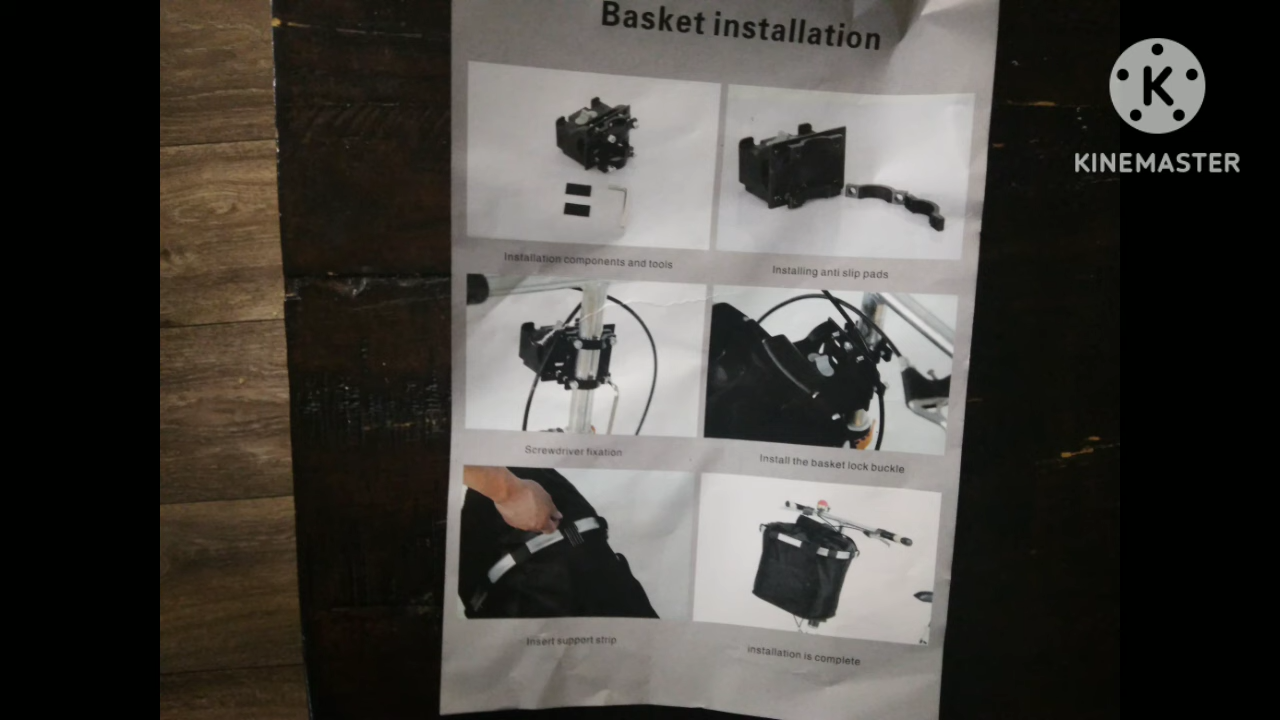 Basket installation
KINEMASTER
Installation components and tools
Installing anti slip pads
Screwdriver fixation
Install the basket lock buckle
Insert support strip
installation is complete